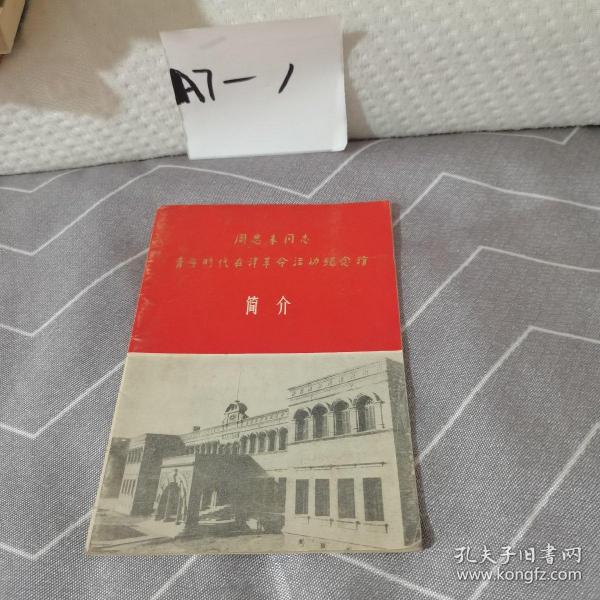 A7-1
周恩来同志
青年时代在津革命活动纪念馆
简介
孔夫子旧书网
www.kongfz.com